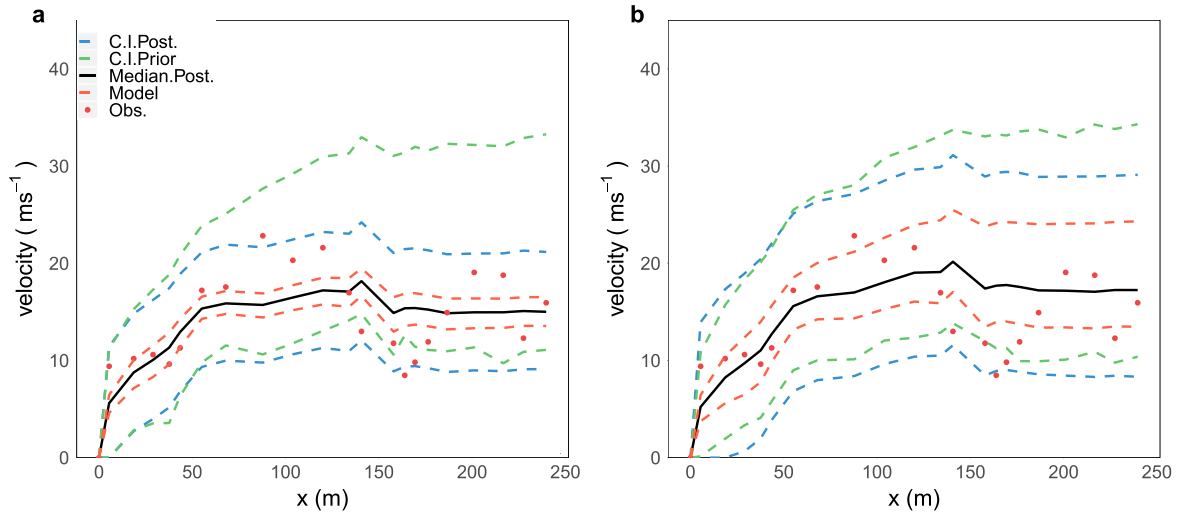 a
C.I.Post.
C.I.Prior
Median.Post.
Model
Obs.
velocity ( ms⁻¹ )
40
30
20
10
0
0 50 100 150 200 250
x (m)
b
velocity ( ms⁻¹ )
40
30
20
10
0
0 50 100 150 200 250
x (m)